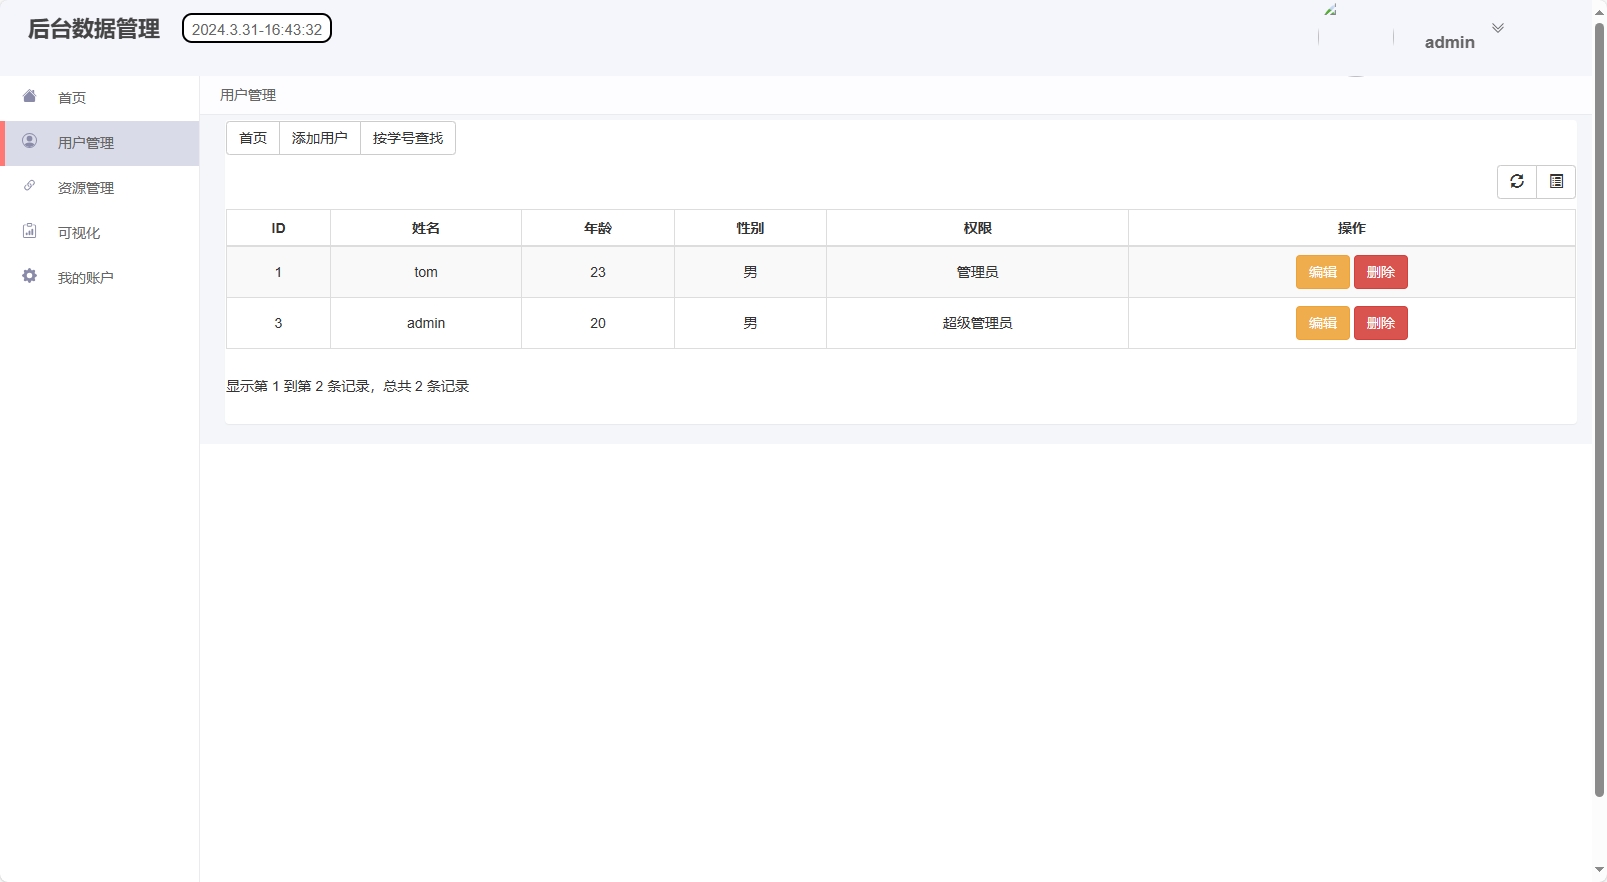 后台数据管理 2024.3.31-16:43:32 admin
首页
用户管理
资源管理
可视化
我的账户
用户管理
首页 添加用户 按学号查找
ID 姓名 年龄 性别 权限 操作
1 tom 23 男 管理员 编辑 删除
3 admin 20 男 超级管理员 编辑 删除
显示第 1 到第 2 条记录，总共 2 条记录